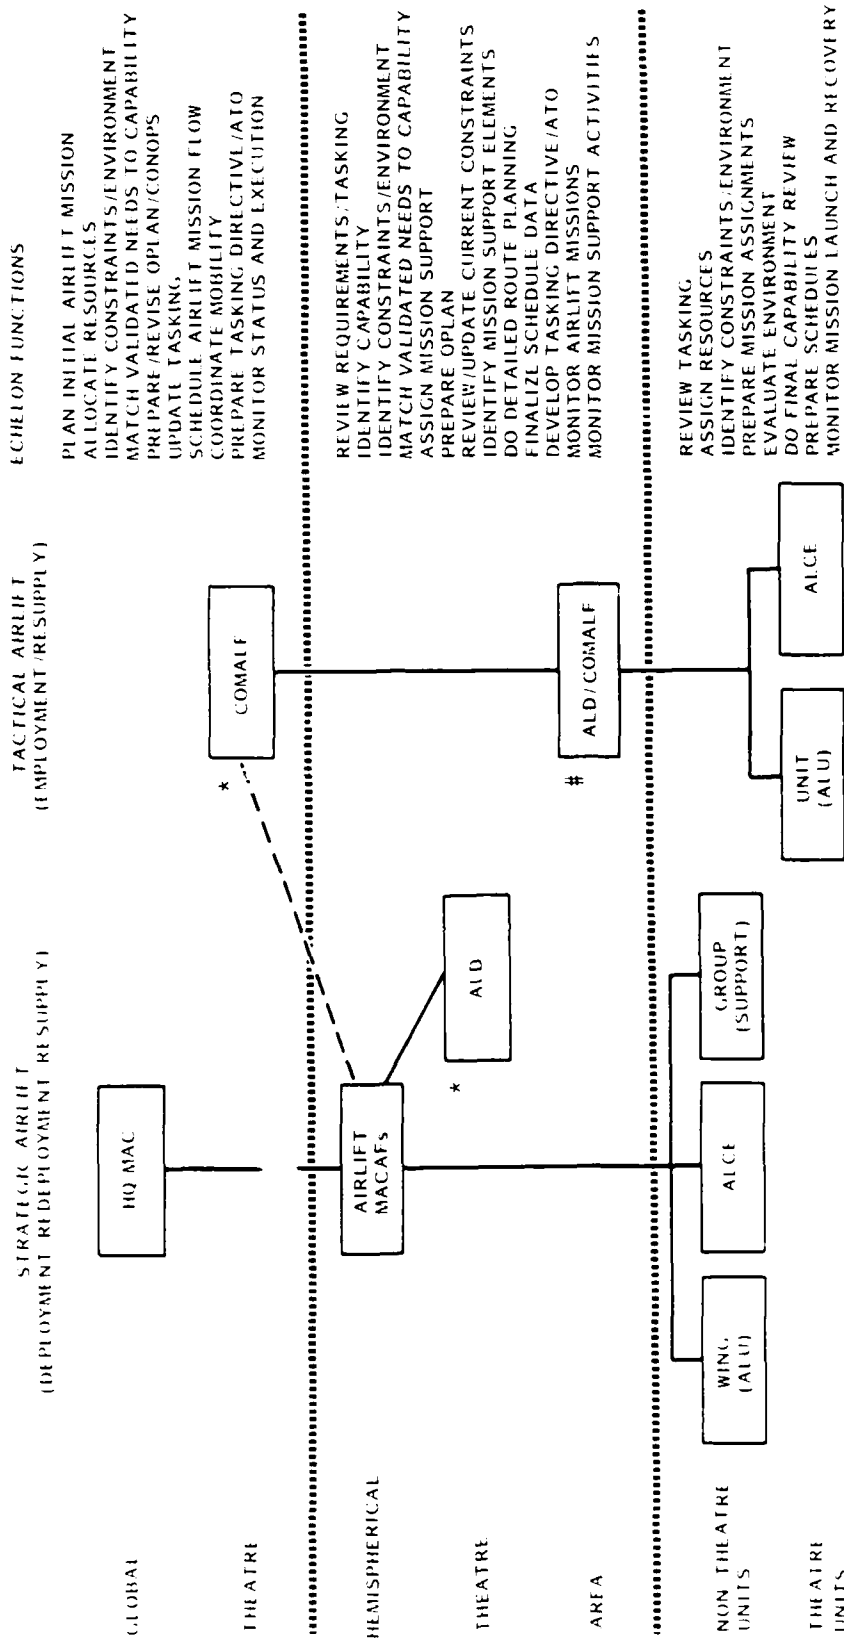 STRATEGIC AIRLIFT
(DEPLOYMENT REDEPLOYMENT RESUPPLY)
TACTICAL AIRLIFT
(EMPLOYMENT/RESUPPLY)
ECHELON FUNCTIONS
GLOBAL
HQ MAC
THEATRE
*
COMALF
PLAN INITIAL AIRLIFT MISSION
ALLOCATE RESOURCES
IDENTIFY CONSTRAINTS/ENVIRONMENT
MATCH VALIDATED NEEDS TO CAPABILITY
PREPARE/REVISE OPLAN/CONOPS
UPDATE TASKING
SCHEDULE AIRLIFT MISSION FLOW
COORDINATE MOBILITY
PREPARE TASKING DIRECTIVE/ATO
MONITOR STATUS AND EXECUTION
HEMISPHERICAL
AIRLIFT
MACAFs
THEATRE
*
ALD
AREA
#
ALD/COMALF
REVIEW REQUIREMENTS/TASKING
IDENTIFY CAPABILITY
IDENTIFY CONSTRAINTS/ENVIRONMENT
MATCH VALIDATED NEEDS TO CAPABILITY
ASSIGN MISSION SUPPORT
PREPARE OPLAN
REVIEW/UPDATE CURRENT CONSTRAINTS
IDENTIFY MISSION SUPPORT ELEMENTS
DO DETAILED ROUTE PLANNING
FINALIZE SCHEDULE DATA
DEVELOP TASKING DIRECTIVE/ATO
MONITOR AIRLIFT MISSIONS
MONITOR MISSION SUPPORT ACTIVITIES
NON THEATRE
UNITS
WING
(ALU)
ALCE
GROUP
(SUPPORT)
THEATRE
UNITS
UNIT
(ALU)
ALCE
REVIEW TASKING
ASSIGN RESOURCES
IDENTIFY CONSTRAINTS/ENVIRONMENT
PREPARE MISSION ASSIGNMENTS
EVALUATE ENVIRONMENT
DO FINAL CAPABILITY REVIEW
PREPARE SCHEDULES
MONITOR MISSION LAUNCH AND RECOVERY